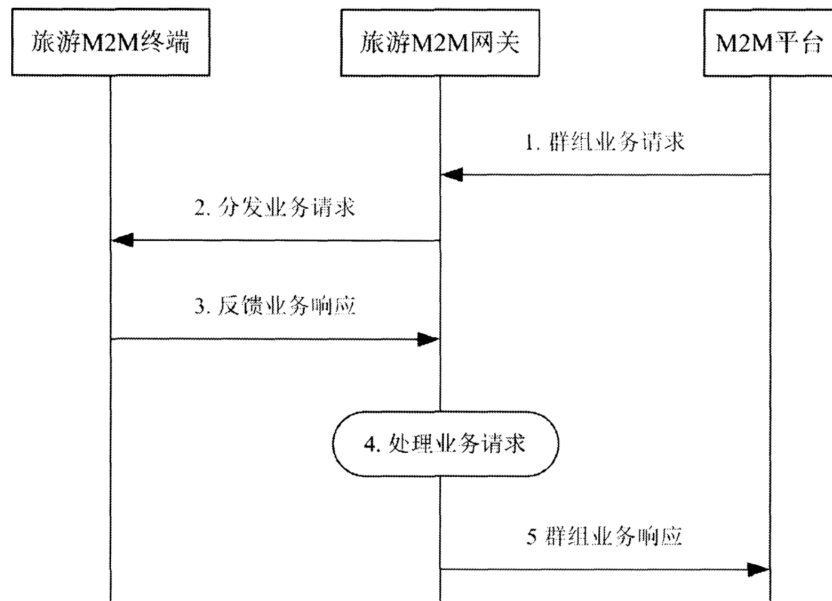 旅游M2M终端
旅游M2M网关
M2M平台
1. 群组业务请求
2. 分发业务请求
3. 反馈业务响应
4. 处理业务请求
5 群组业务响应